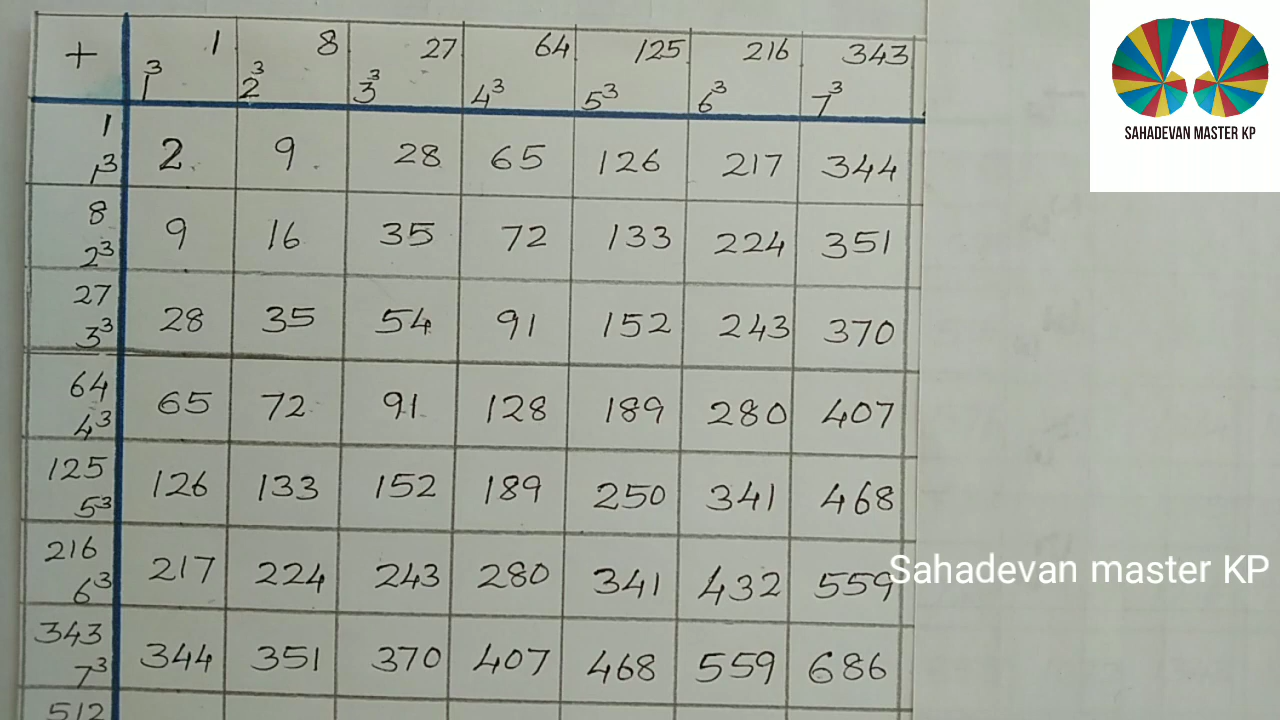 + 1 8 27 64 125 216 343
1³ 2³ 3³ 4³ 5³ 6³ 7³
1
1³ 2 9 28 65 126 217 344
8
2³ 9 16 35 72 133 224 351
27
3³ 28 35 54 91 152 243 370
64
4³ 65 72 91 128 189 280 407
125
5³ 126 133 152 189 250 341 468
216
6³ 217 224 243 280 341 432 559
343
7³ 344 351 370 407 468 559 686
512
SAHADEVAN MASTER KP
Sahadevan master KP